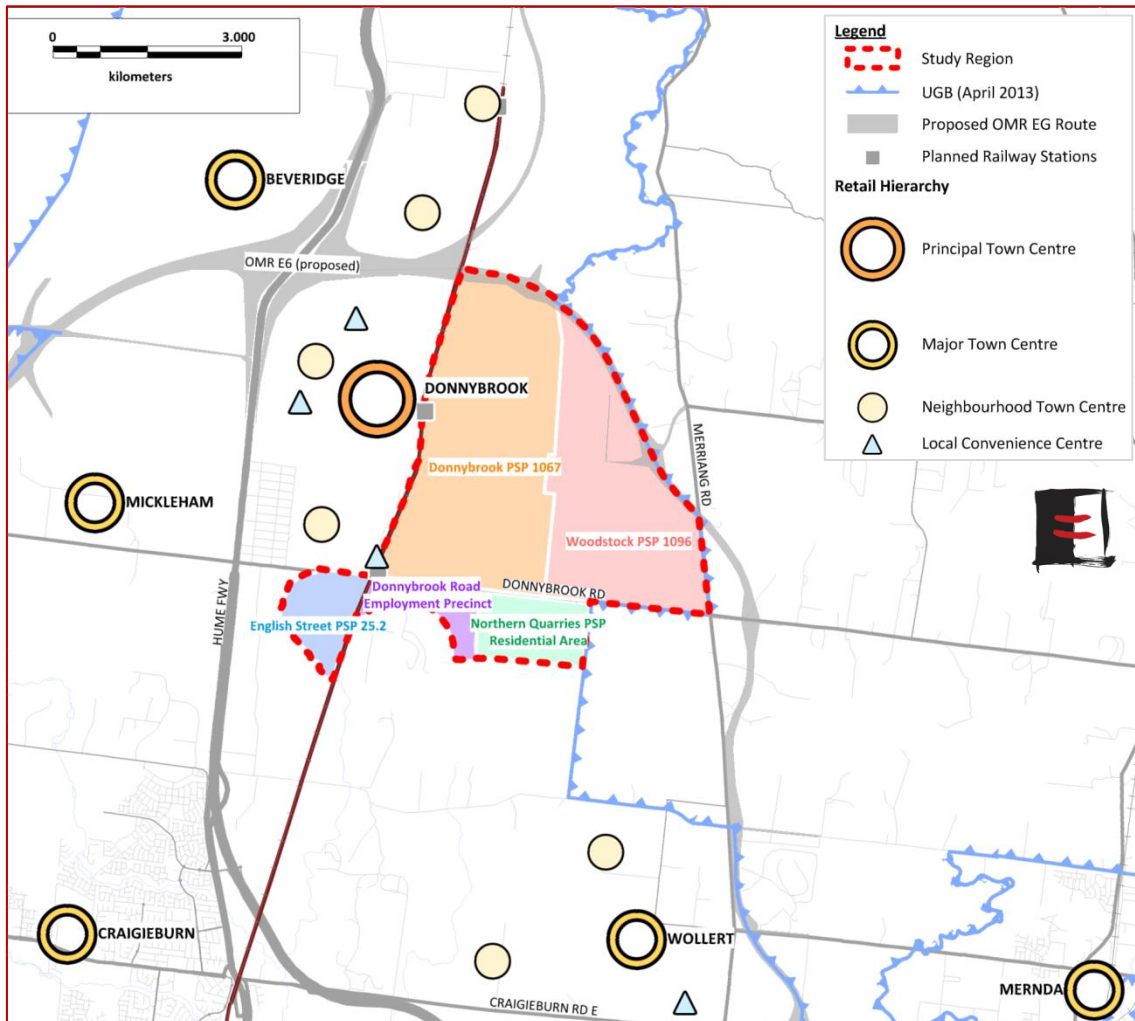 0 3.000
kilometers
Legend
Study Region
UGB (April 2013)
Proposed OMR EG Route
Planned Railway Stations
Retail Hierarchy
Principal Town Centre
Major Town Centre
Neighbourhood Town Centre
Local Convenience Centre
BEVERIDGE
OMR E6 (proposed)
DONNYBROOK
Donnybrook PSP 1067
MERRIANG RD
MICKLEHAM
Woodstock PSP 1096
DONNYBROOK RD
Donnybrook Road
Employment Precinct
English Street PSP 25.2
Northern Quarries PSP
Residential Area
HUME FWY
CRAIGIEBURN
WOLLERT
MERNDA
CRAIGIEBURN RD E